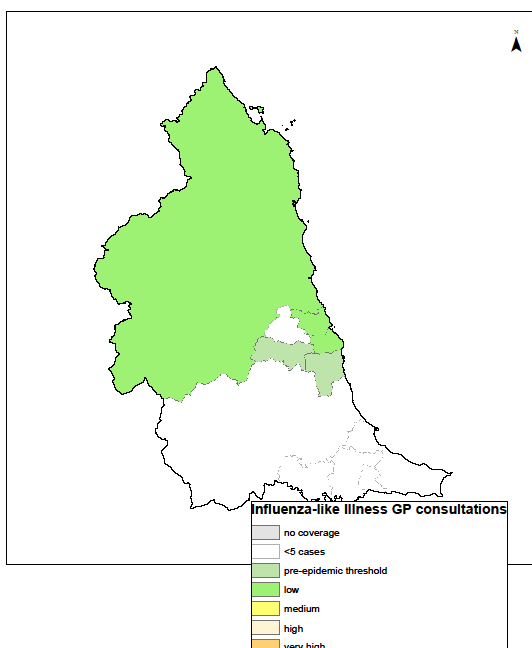 N
Influenza-like Illness GP consultations
no coverage
<5 cases
pre-epidemic threshold
low
medium
high
very high